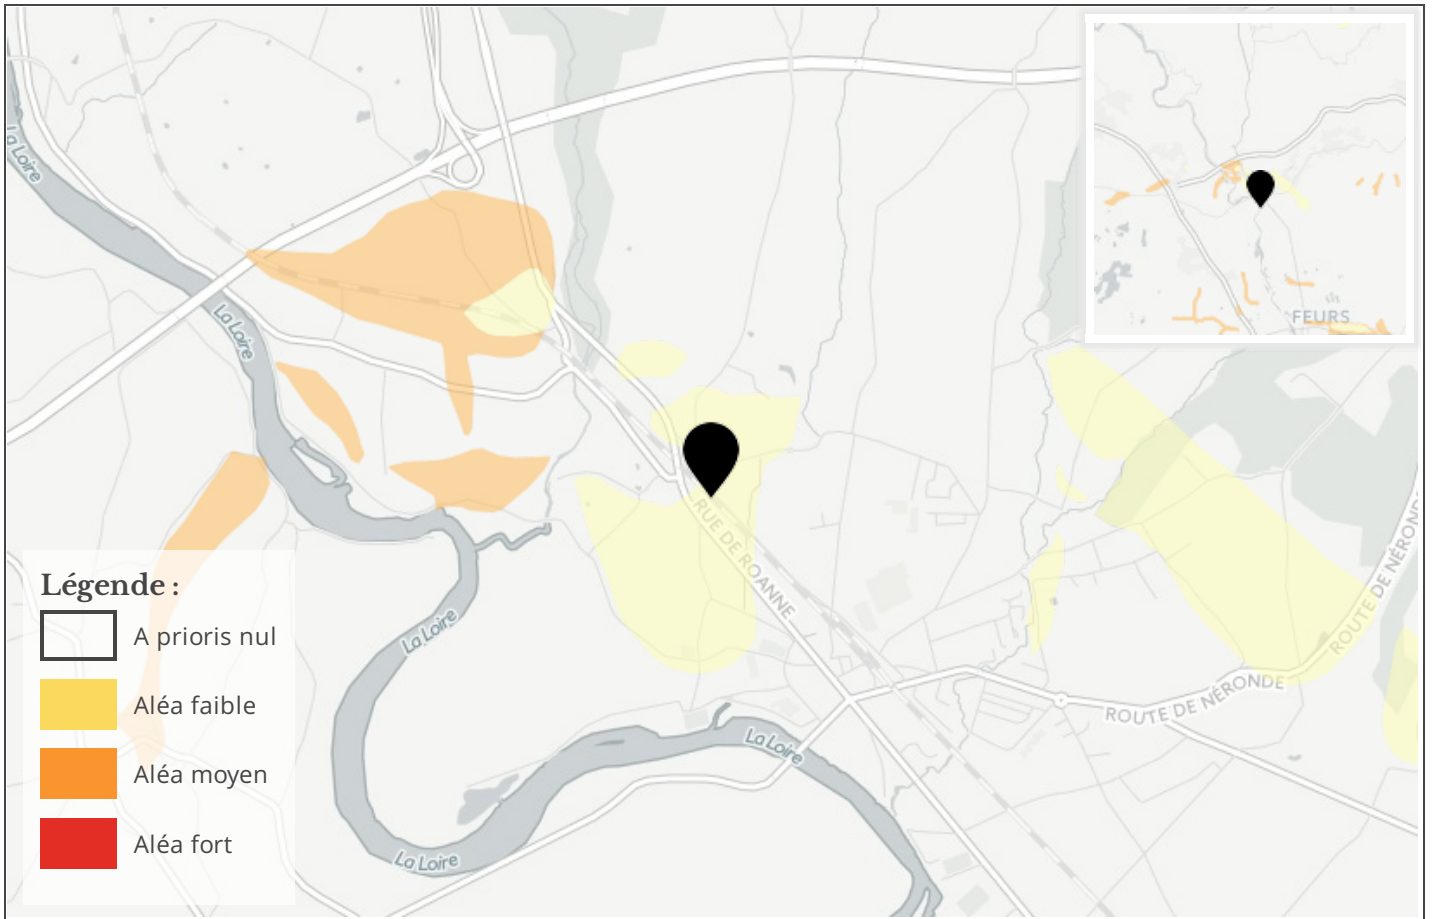 La Loire
La Loire
FEURS
RUE DE ROANNE
ROUTE DE NÉRONDE
Légende :
A prioris nul
La Loire
Aléa faible
ROUTE DE NÉRONDE
Aléa moyen
La Loire
Aléa fort
La Loire